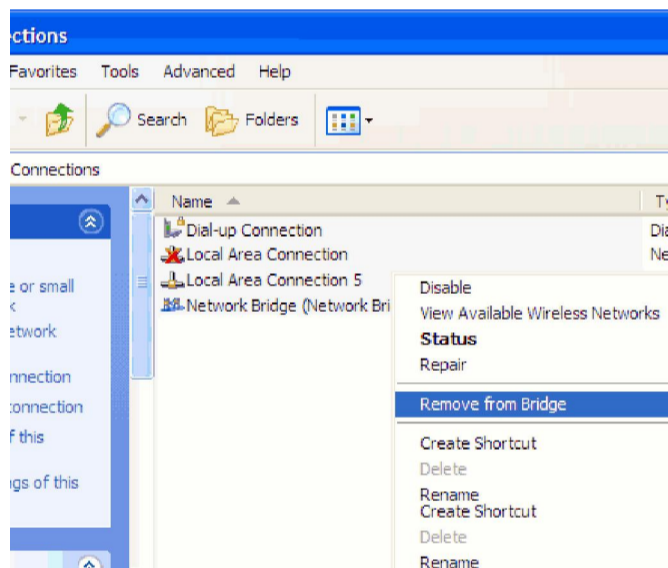 ctions
Favorites Tools Advanced Help
Search Folders
Connections
Name Ty
Dial-up Connection Dia
Local Area Connection Ne
Local Area Connection 5
Network Bridge (Network Bri
e or small
k
etwork
nnection
connection
f this
ngs of this
Disable
View Available Wireless Networks
Status
Repair
Remove from Bridge
Create Shortcut
Delete
Rename
Create Shortcut
Delete
Rename